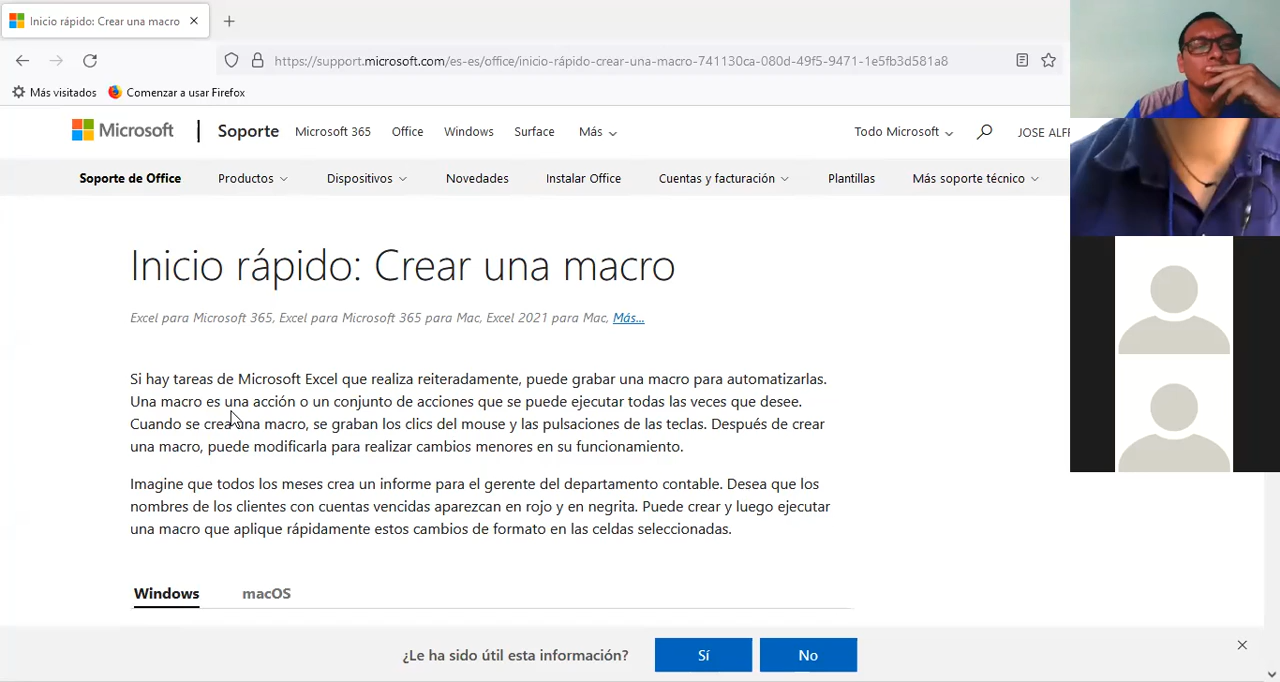 Inicio rápido: Crear una macro
https://support.microsoft.com/es-es/office/inicio-rápido-crear-una-macro-741130ca-080d-49f5-9471-1e5fb3d581a8
Más visitados Comenzar a usar Firefox
Microsoft Soporte Microsoft 365 Office Windows Surface Más Todo Microsoft JOSE ALFR
Soporte de Office Productos Dispositivos Novedades Instalar Office Cuentas y facturación Plantillas Más soporte técnico
Inicio rápido: Crear una macro
Excel para Microsoft 365, Excel para Microsoft 365 para Mac, Excel 2021 para Mac, Más...
Si hay tareas de Microsoft Excel que realiza reiteradamente, puede grabar una macro para automatizarlas.
Una macro es una acción o un conjunto de acciones que se puede ejecutar todas las veces que desee.
Cuando se crea una macro, se graban los clics del mouse y las pulsaciones de las teclas. Después de crear
una macro, puede modificarla para realizar cambios menores en su funcionamiento.
Imagine que todos los meses crea un informe para el gerente del departamento contable. Desea que los
nombres de los clientes con cuentas vencidas aparezcan en rojo y en negrita. Puede crear y luego ejecutar
una macro que aplique rápidamente estos cambios de formato en las celdas seleccionadas.
Windows macOS
¿Le ha sido útil esta información? Sí No